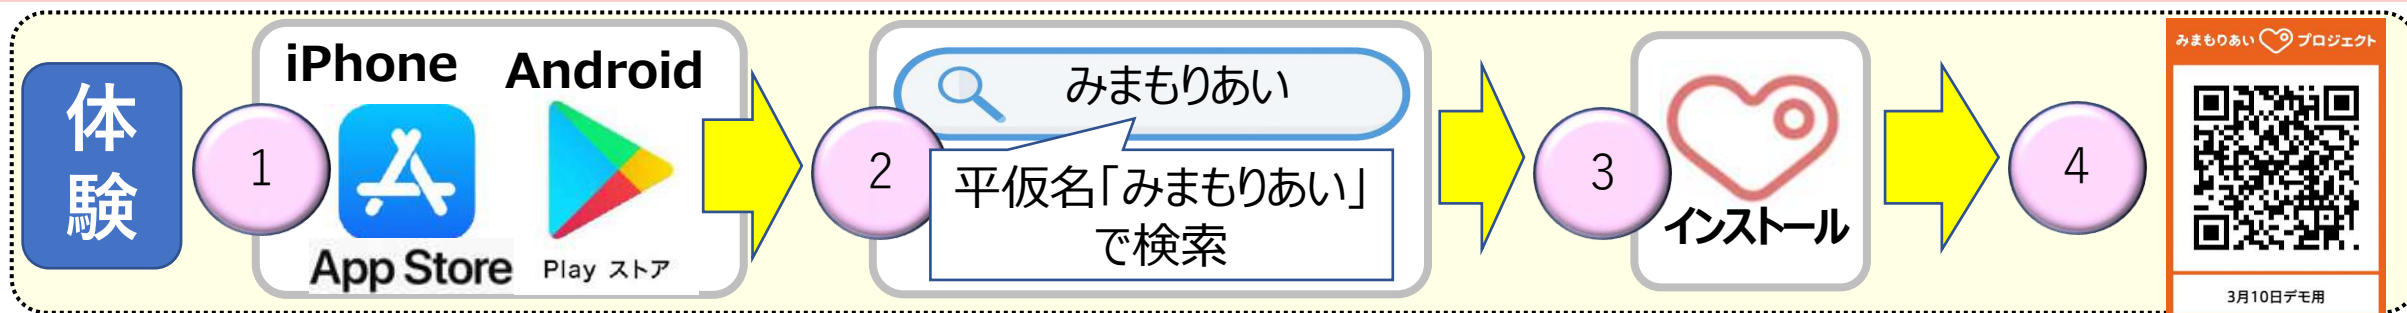 体験
1
iPhone
Android
App Store
Play ストア
2
みまもりあい
平仮名「みまもりあい」
で検索
3
インストール
4
みまもりあい プロジェクト
3月10日デモ用